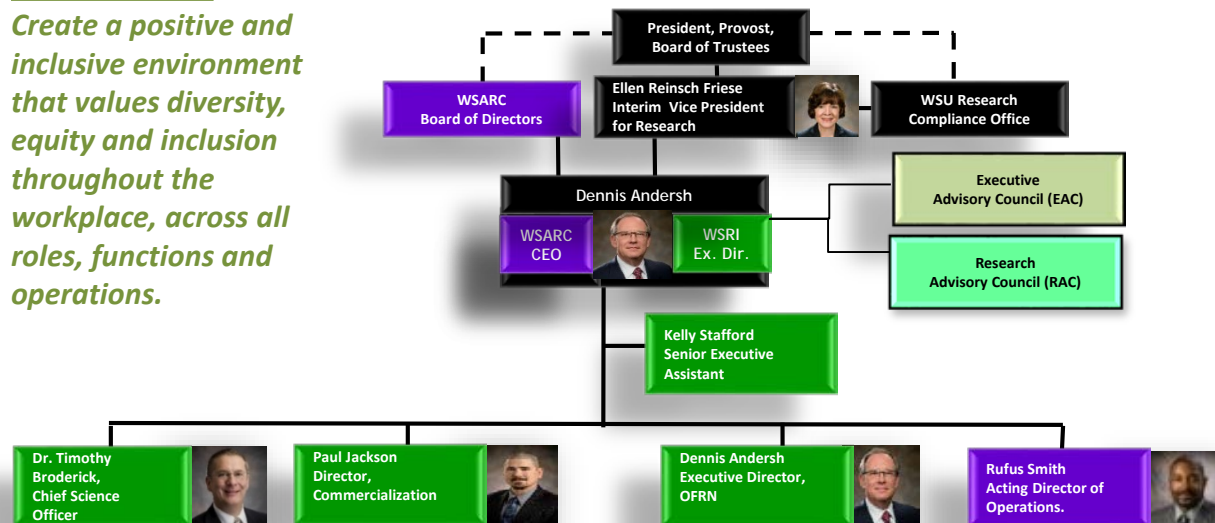 Create a positive and
inclusive environment
that values diversity,
equity and inclusion
throughout the
workplace, across all
roles, functions and
operations.
President, Provost,
Board of Trustees
WSARC
Board of Directors
Ellen Reinsch Friese
Interim Vice President
for Research
WSU Research
Compliance Office
Dennis Andersh
WSARC
CEO
WSRI
Ex. Dir.
Executive
Advisory Council (EAC)
Research
Advisory Council (RAC)
Kelly Stafford
Senior Executive
Assistant
Dr. Timothy
Broderick,
Chief Science
Officer
Paul Jackson
Director,
Commercialization
Dennis Andersh
Executive Director,
OFRN
Rufus Smith
Acting Director of
Operations.